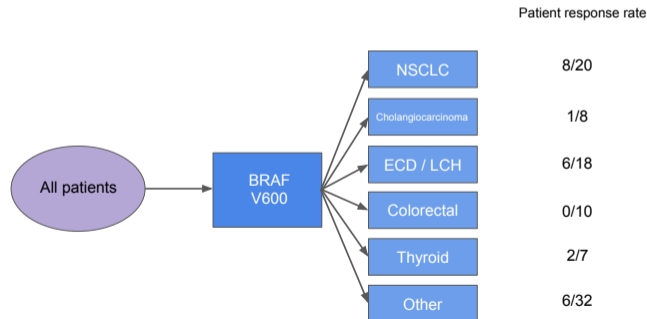 Patient response rate
NSCLC 8/20
Cholangiocarcinoma 1/8
ECD / LCH 6/18
All patients
BRAF
V600
Colorectal 0/10
Thyroid 2/7
Other 6/32